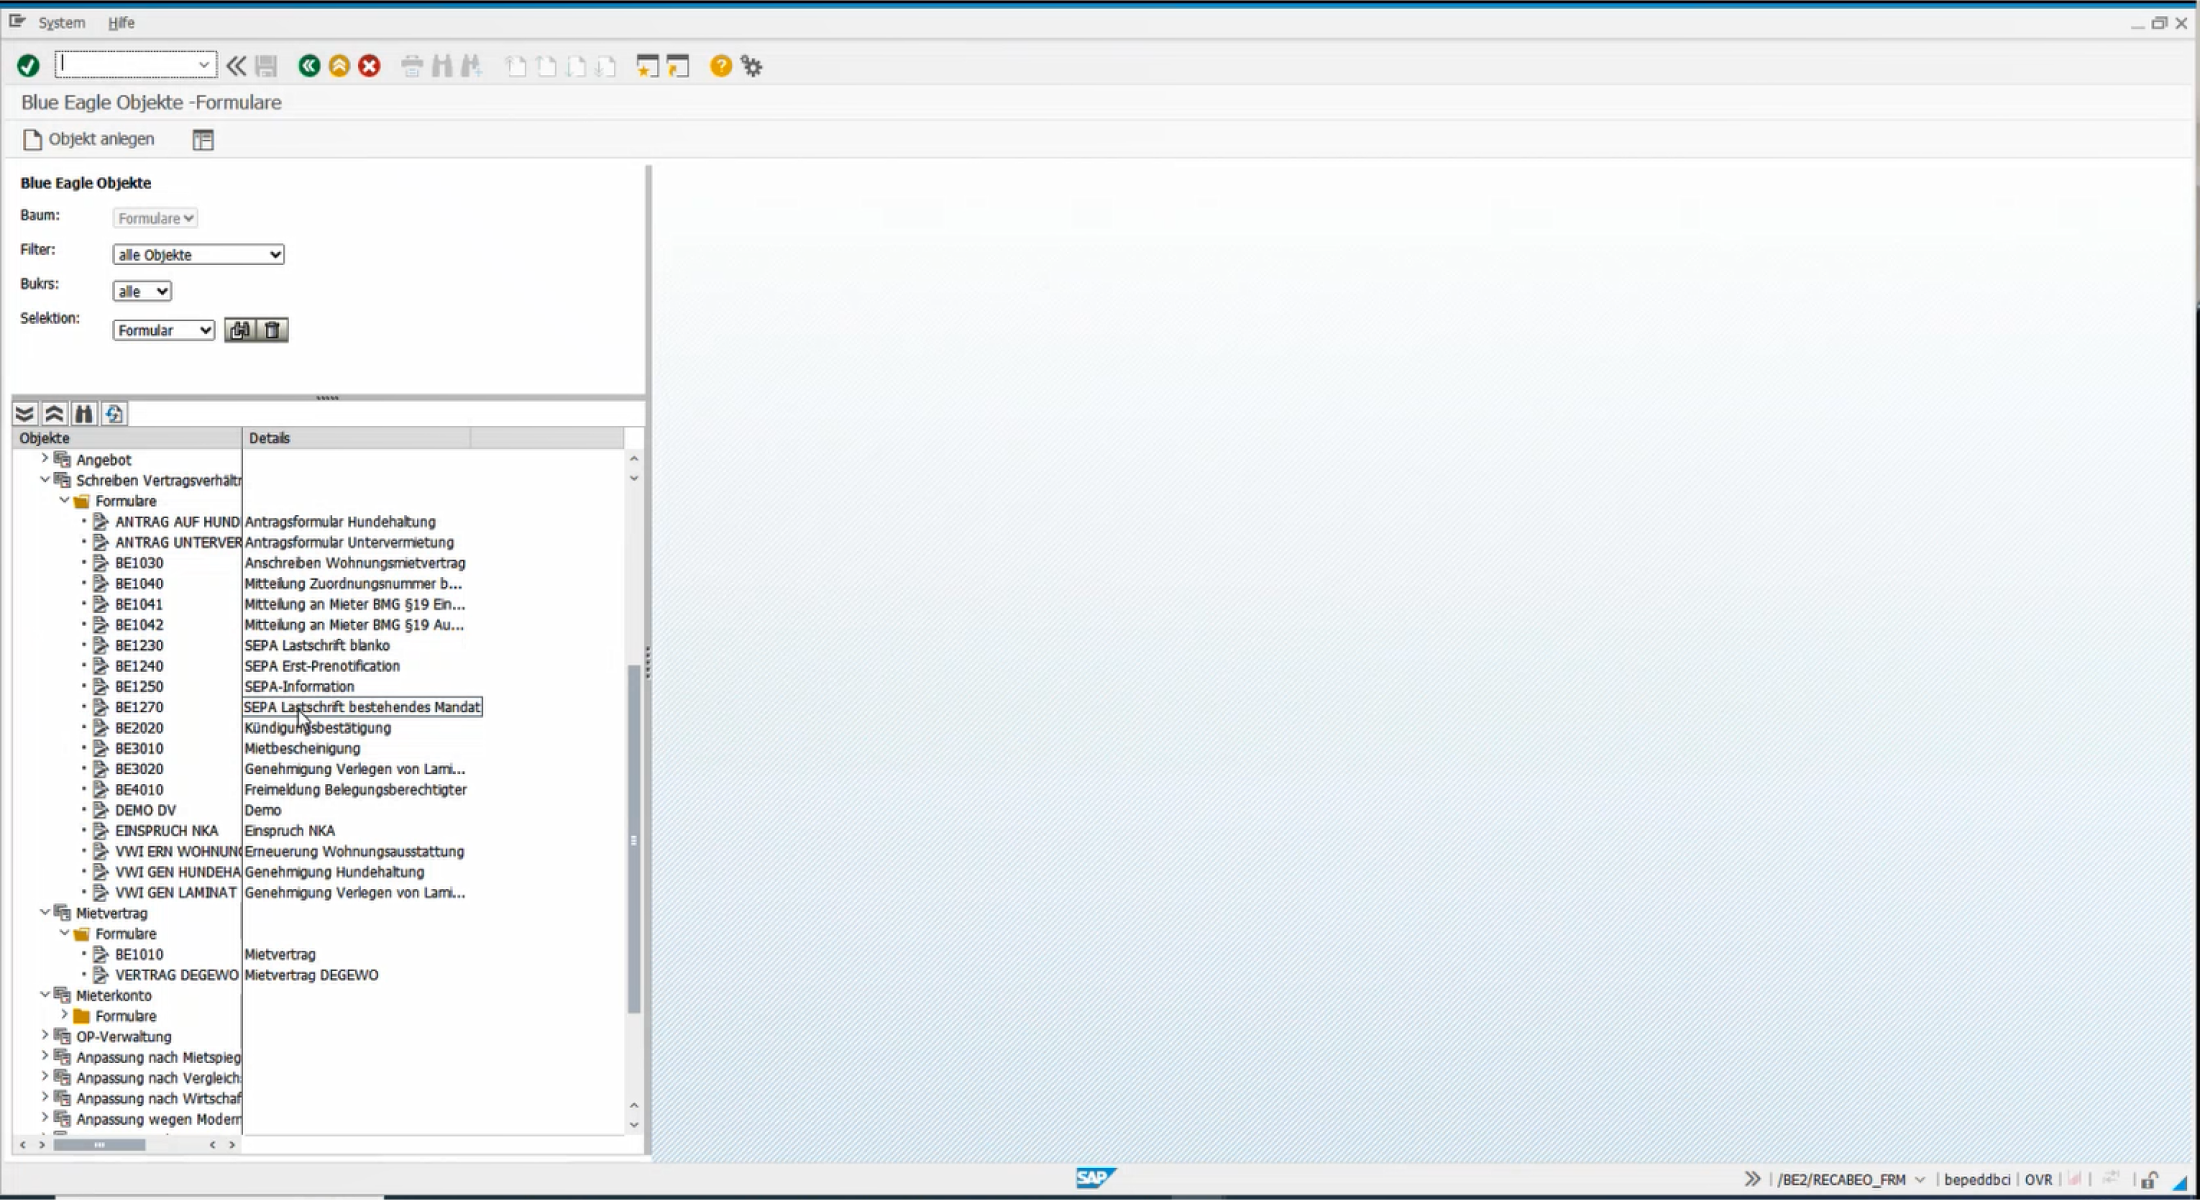 System Hilfe
Blue Eagle Objekte -Formulare
Objekt anlegen
Blue Eagle Objekte
Baum: Formulare
Filter: alle Objekte
Bukrs: alle
Selektion: Formular
Objekte Details
Angebot
Schreiben Vertragsverhältr
Formulare
ANTRAG AUF HUND Antragsformular Hundehaltung
ANTRAG UNTERVER Antragsformular Untervermietung
BE1030 Anschreiben Wohnungsmietvertrag
BE1040 Mitteilung Zuordnungsnummer b...
BE1041 Mitteilung an Mieter BMG §19 Ein...
BE1042 Mitteilung an Mieter BMG §19 Au...
BE1230 SEPA Lastschrift blanko
BE1240 SEPA Erst-Prenotification
BE1250 SEPA-Information
BE1270 SEPA Lastschrift bestehendes Mandat
BE2020 Kündigungsbestätigung
BE3010 Mietbescheinigung
BE3020 Genehmigung Verlegen von Lami...
BE4010 Freimeldung Belegungsberechtigter
DEMO DV Demo
EINSPRUCH NKA Einspruch NKA
VWI ERN WOHNUNG Erneuerung Wohnungsausstattung
VWI GEN HUNDEHA Genehmigung Hundehaltung
VWI GEN LAMINAT Genehmigung Verlegen von Lami...
Mietvertrag
Formulare
BE1010 Mietvertrag
VERTRAG DEGEWO Mietvertrag DEGEWO
Mieterkonto
Formulare
OP-Verwaltung
Anpassung nach Mietspieg
Anpassung nach Vergleich
Anpassung nach Wirtschaf
Anpassung wegen Modern
SAP /BE2/RECABEO_FRM bepeddbci OVR